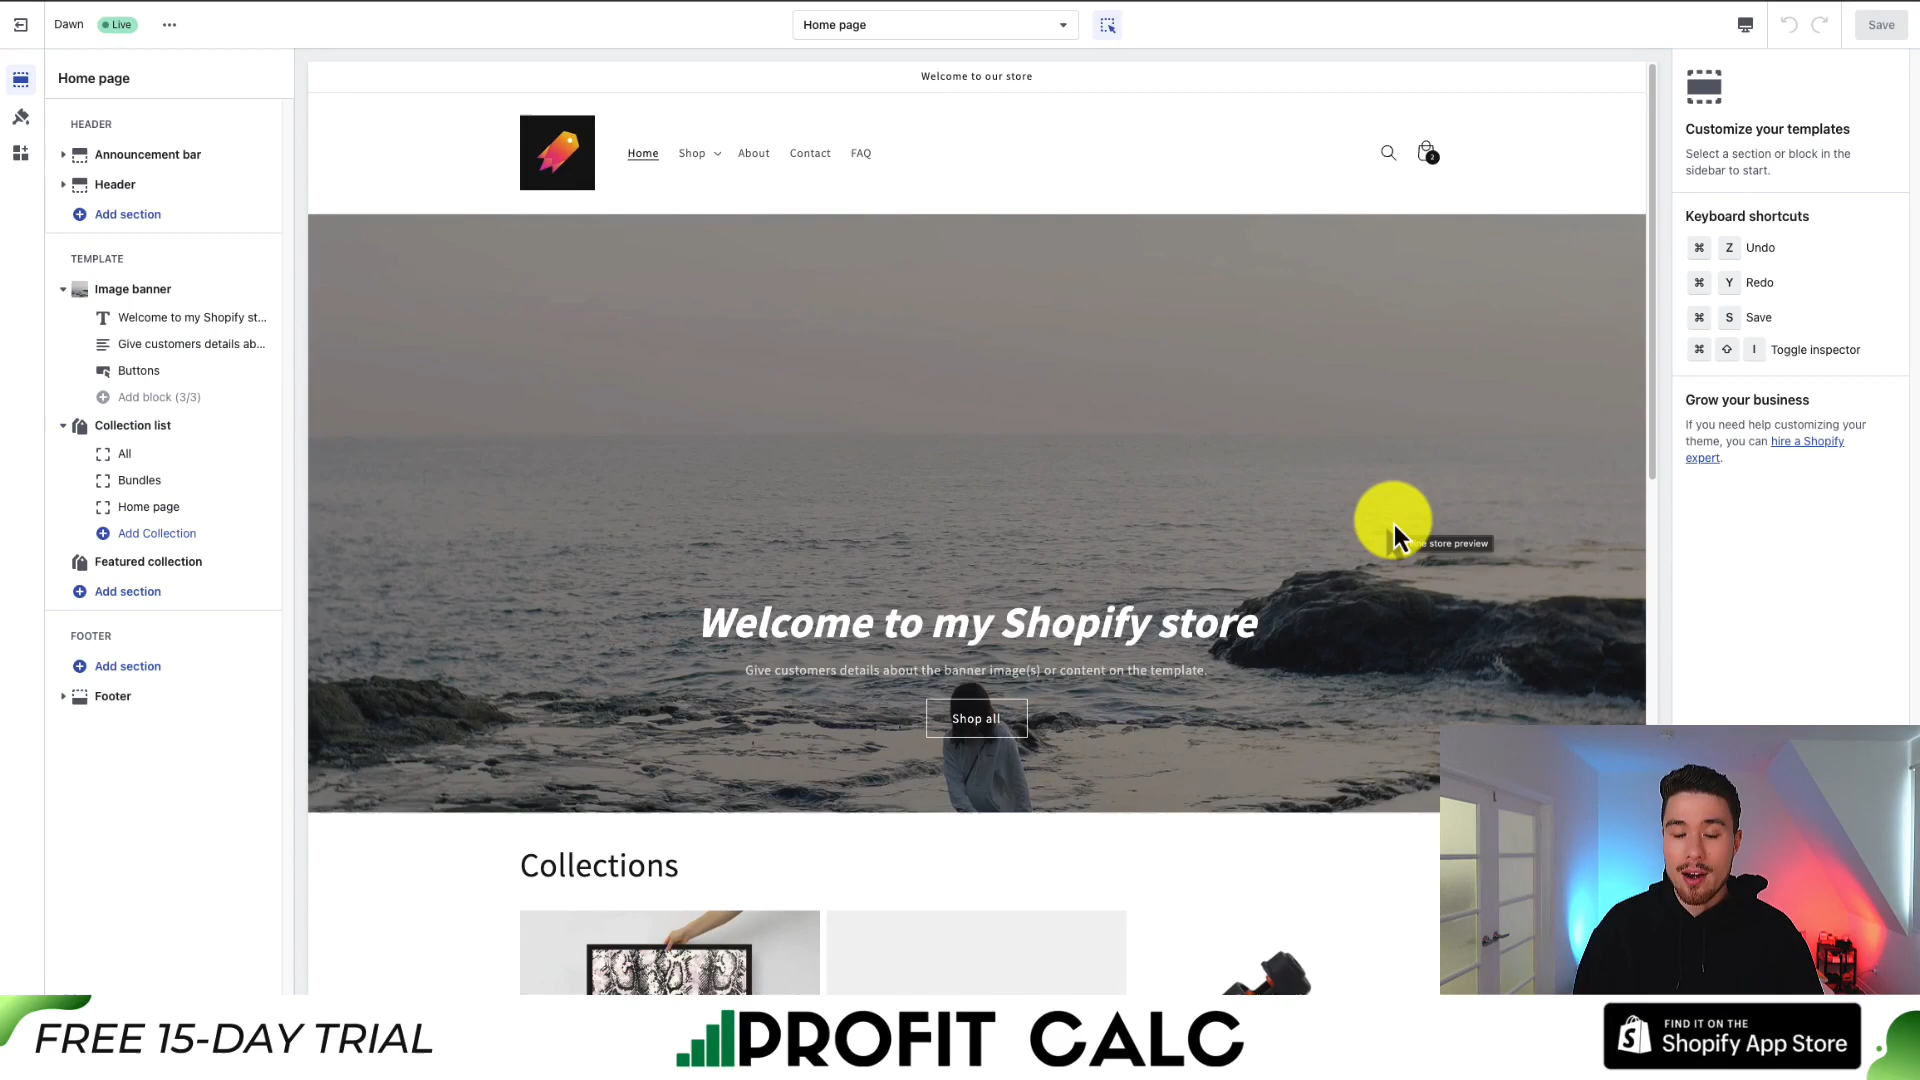 Dawn
Live
Home page
Save
Home page
HEADER
Announcement bar
Header
Add section
TEMPLATE
Image banner
Welcome to my Shopify st...
Give customers details ab...
Buttons
Add block (3/3)
Collection list
All
Bundles
Home page
Add Collection
Featured collection
Add section
FOOTER
Add section
Footer
Welcome to our store
Home
Shop
About
Contact
FAQ
2
store preview
Welcome to my Shopify store
Give customers details about the banner image(s) or content on the template.
Shop all
Collections
Customize your templates
Select a section or block in the
sidebar to start.
Keyboard shortcuts
⌘ Z Undo
⌘ Y Redo
⌘ S Save
⌘ ⇧ I Toggle inspector
Grow your business
If you need help customizing your
theme, you can hire a Shopify
expert.
FREE 15-DAY TRIAL
PROFIT CALC
FIND IT ON THE
Shopify App Store